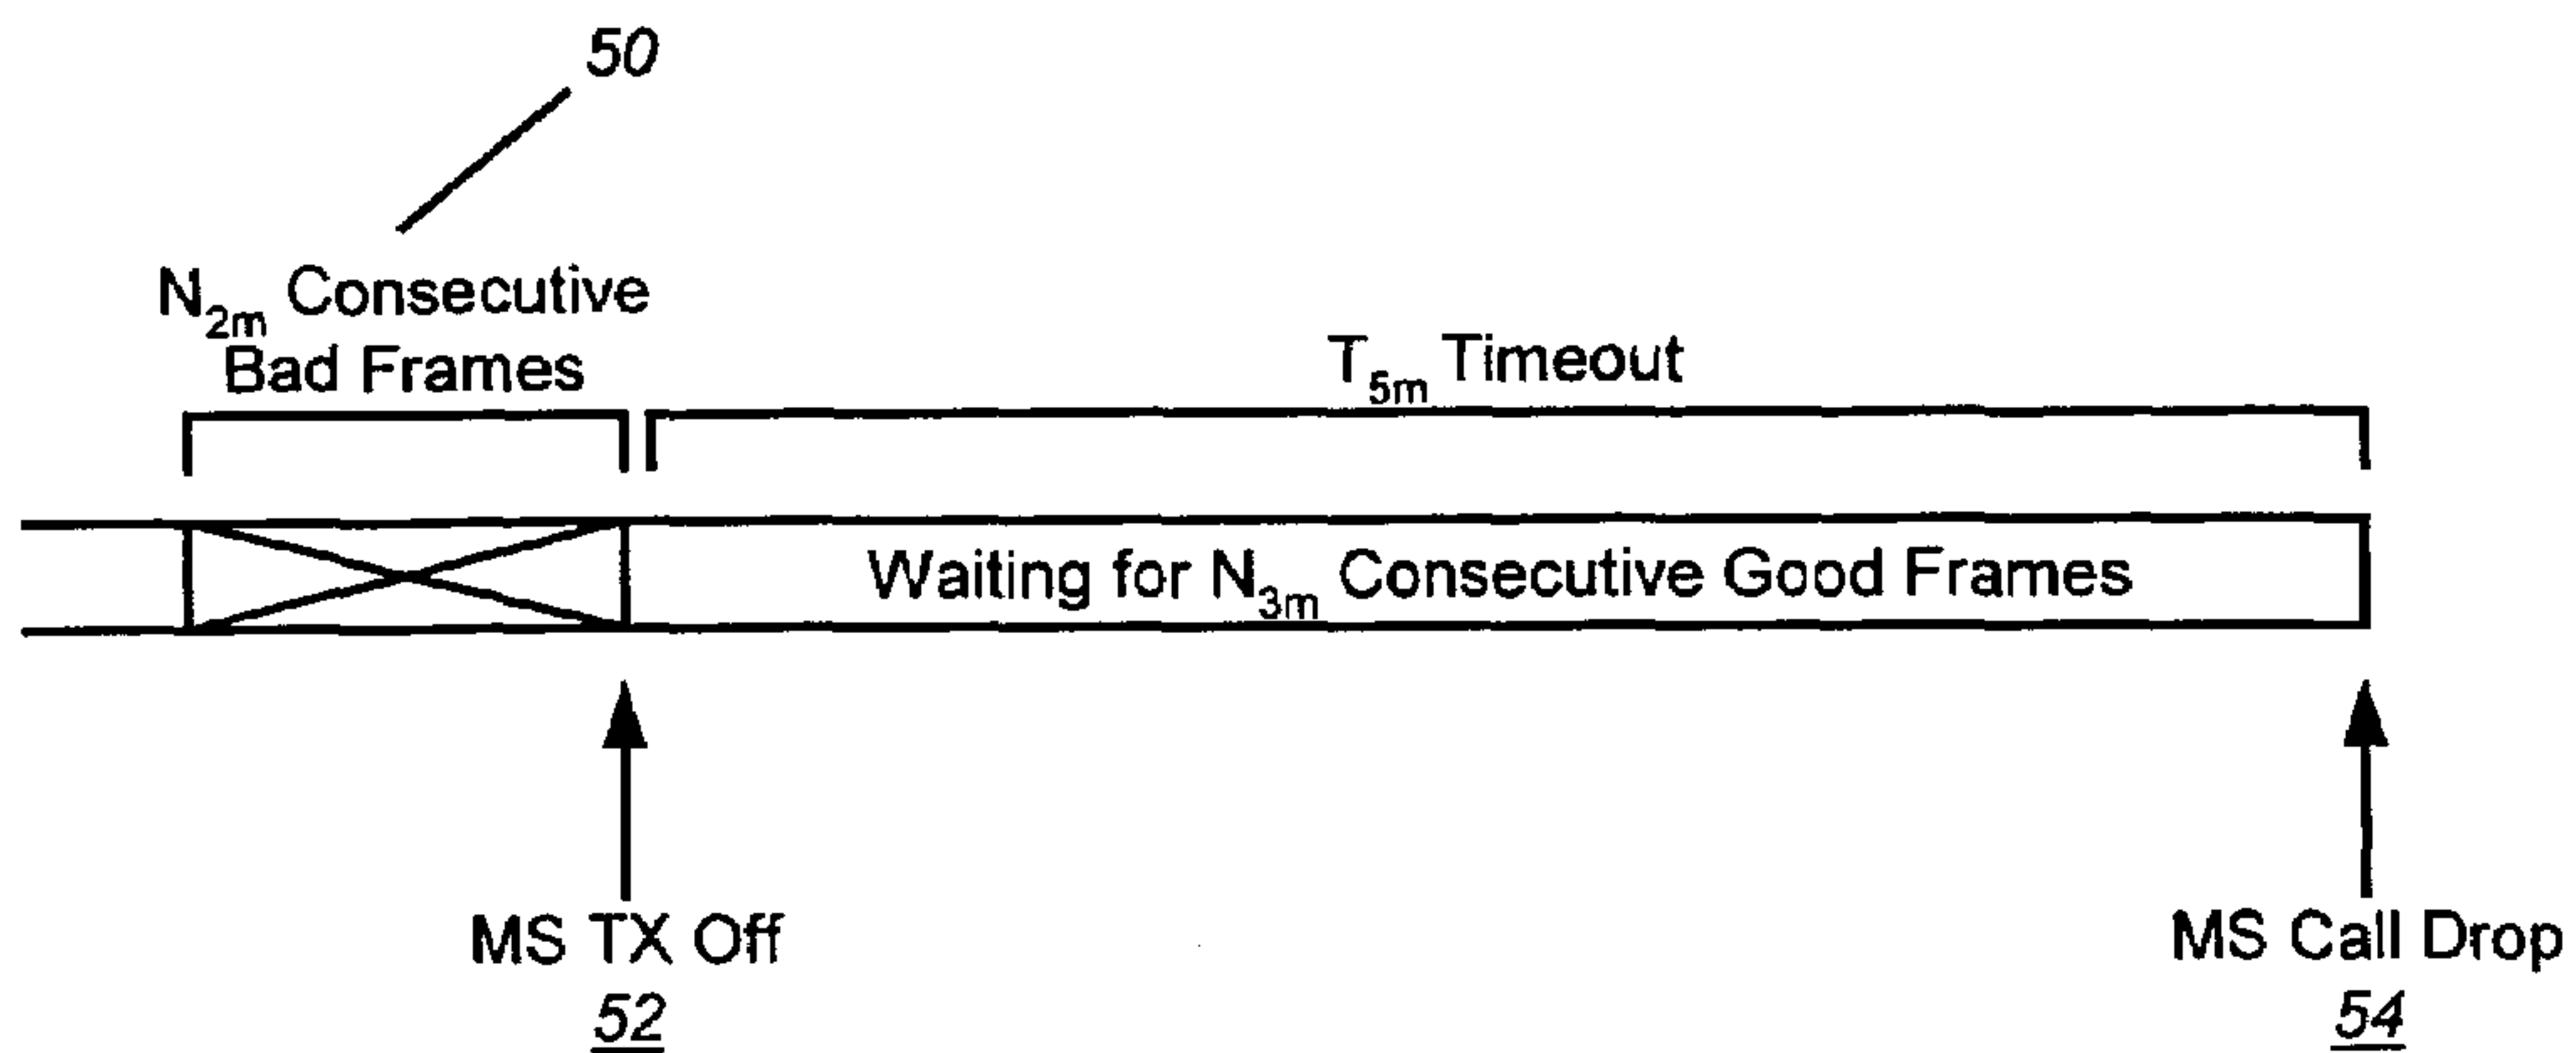 50
N2m Consecutive
Bad Frames
T5m Timeout
Waiting for N3m Consecutive Good Frames
MS TX Off
52
MS Call Drop
54